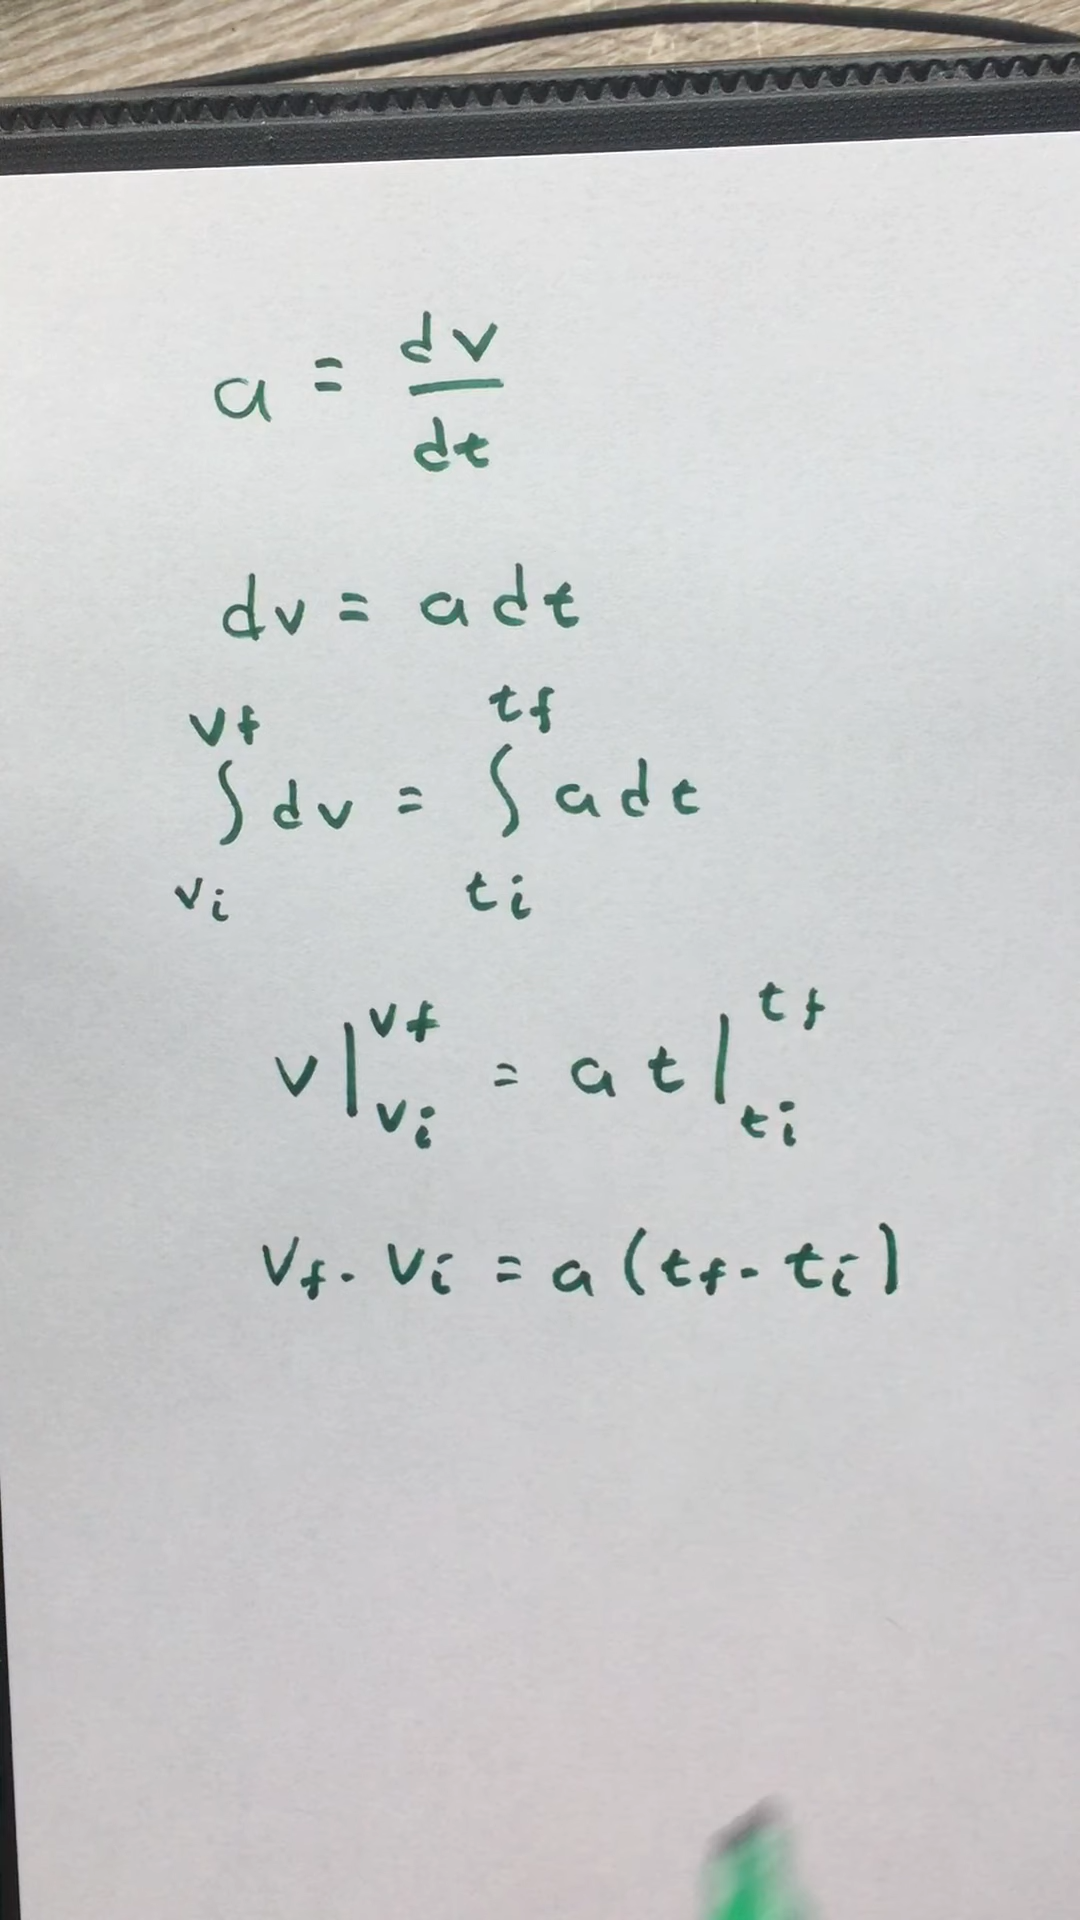 a = dv/dt
dv = a dt
∫_{vi}^{vf} dv = ∫_{ti}^{tf} a dt
v|_{vi}^{vf} = a t|_{ti}^{tf}
vf - vi = a (tf - ti)